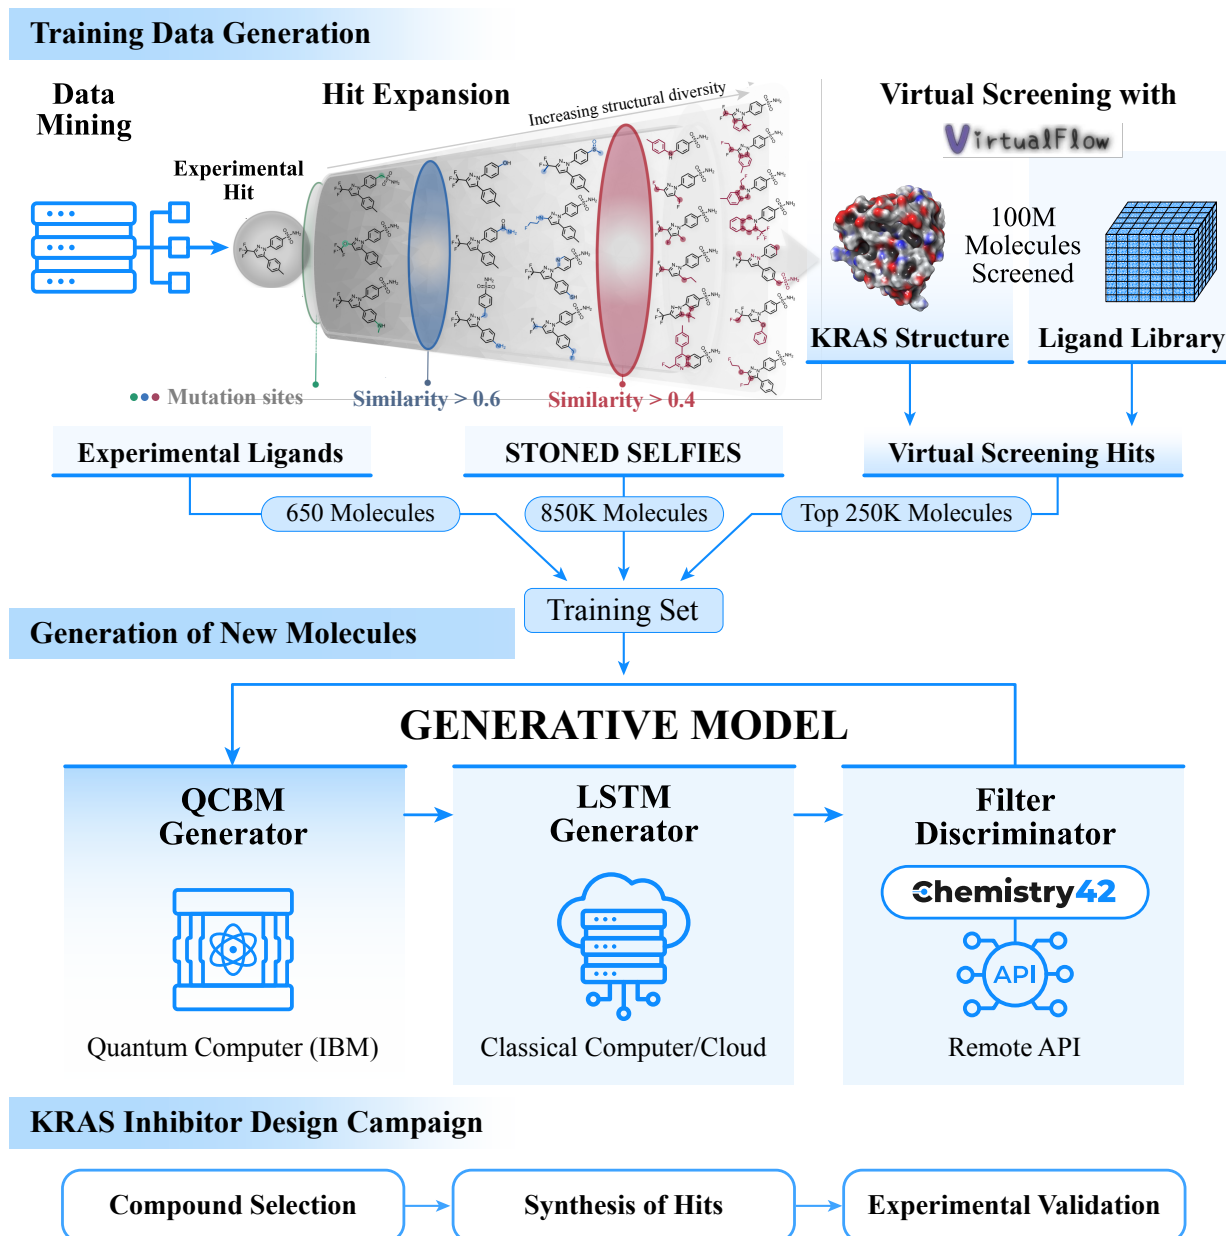 Training Data Generation
Data
Mining
Hit Expansion
Increasing structural diversity
Virtual Screening with
VirtualFlow
Experimental
Hit
100M
Molecules
Screened
KRAS Structure
Ligand Library
Mutation sites
Similarity > 0.6
Similarity > 0.4
Experimental Ligands
STONED SELFIES
Virtual Screening Hits
650 Molecules
850K Molecules
Top 250K Molecules
Training Set
Generation of New Molecules
GENERATIVE MODEL
QCBM
Generator
LSTM
Generator
Filter
Discriminator
Chemistry42
API
Quantum Computer (IBM)
Classical Computer/Cloud
Remote API
KRAS Inhibitor Design Campaign
Compound Selection
Synthesis of Hits
Experimental Validation